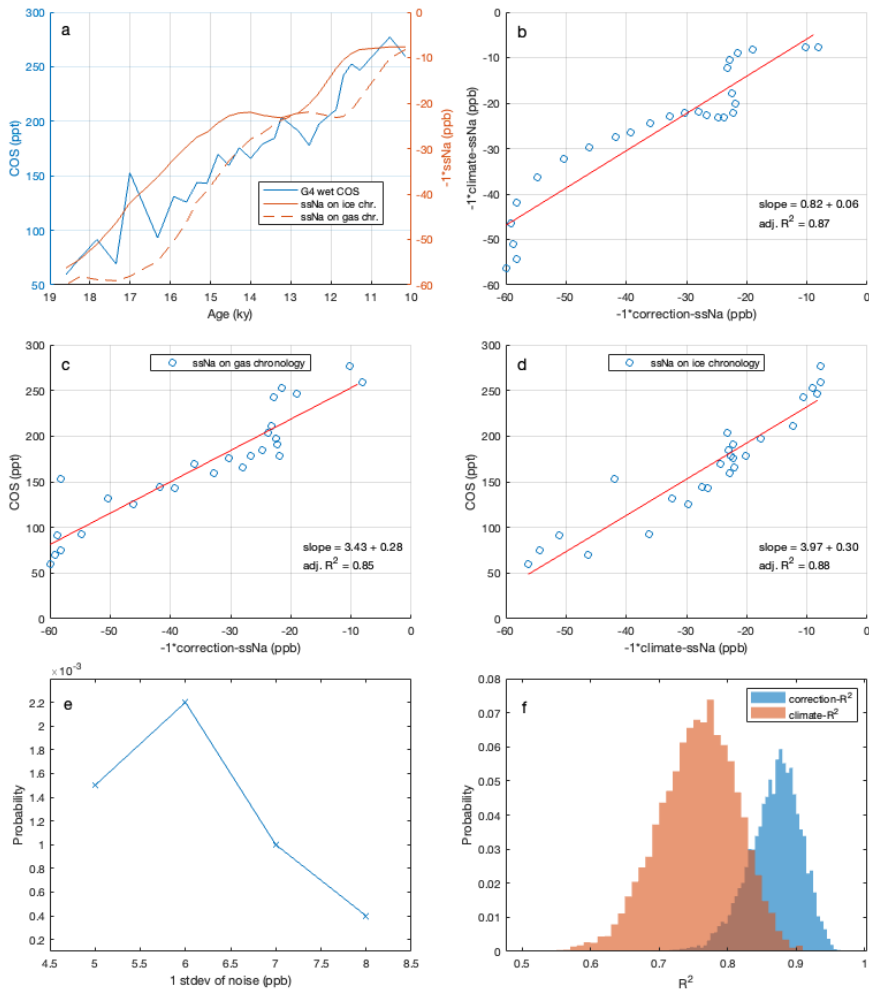 a
300
250
200
150
100
50
COS (ppt)
0
-10
-20
-30
-40
-50
-60
-1*ssNa (ppb)
G4 wet COS
ssNa on ice chr.
ssNa on gas chr.
19 18 17 16 15 14 13 12 11 10
Age (ky)
b
-0
-10
-20
-30
-40
-50
-60
-1*climate-ssNa (ppb)
slope = 0.82 + 0.06
adj. R² = 0.87
-60 -50 -40 -30 -20 -10 0
-1*correction-ssNa (ppb)
c
ssNa on gas chronology
300
250
200
150
100
50
0
COS (ppt)
slope = 3.43 + 0.28
adj. R² = 0.85
-60 -50 -40 -30 -20 -10 0
-1*correction-ssNa (ppb)
d
ssNa on ice chronology
300
250
200
150
100
50
0
COS (ppt)
slope = 3.97 + 0.30
adj. R² = 0.88
-60 -50 -40 -30 -20 -10 0
-1*climate-ssNa (ppb)
× 10⁻³
e
2.2
2
1.8
1.6
1.4
1.2
1
0.8
0.6
0.4
0.2
Probability
4.5 5 5.5 6 6.5 7 7.5 8 8.5
1 stdev of noise (ppb)
f
correction-R²
climate-R²
0.08
0.07
0.06
0.05
0.04
0.03
0.02
0.01
0
Probability
0.5 0.6 0.7 0.8 0.9 1
R²